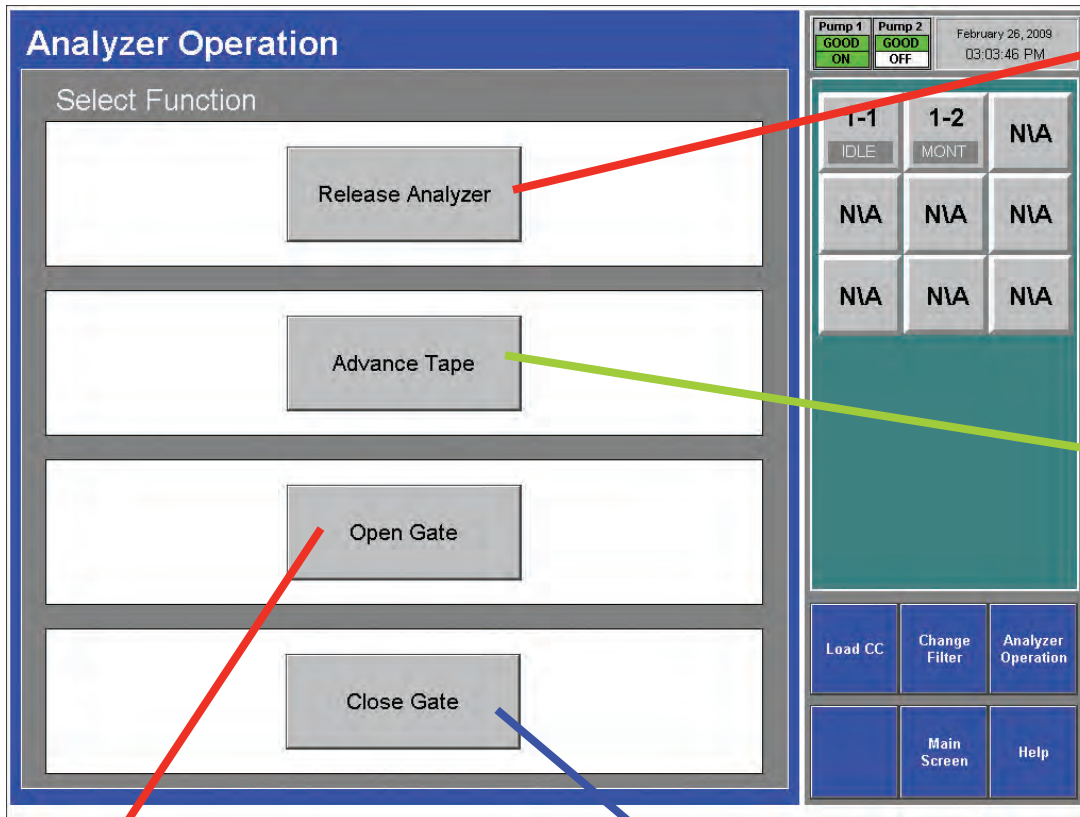 Analyzer Operation
Select Function
Release Analyzer
Advance Tape
Open Gate
Close Gate
Pump 1
GOOD
ON
Pump 2
GOOD
OFF
February 26, 2009
03:03:46 PM
1-1
IDLE
1-2
MONT
N\A
N\A
N\A
N\A
N\A
N\A
N\A
Load CC
Change
Filter
Analyzer
Operation
Main
Screen
Help